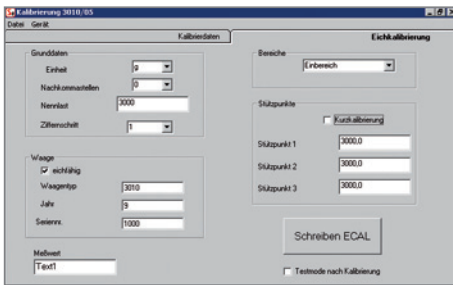 Kalibrierung 3010/05
Datei Gerät
Kalibrierdaten
Eichkalibrierung
Grunddaten
Einheit g
Nachkommastellen 0
Nennlast 3000
Ziffernschritt 1
Waage
eichfähig
Waagentyp 3010
Jahr 9
Seriennr. 1000
Meßwert
Text1
Bereiche
Einbereich
Stützpunkte
Kurzkalibrierung
Stützpunkt 1 3000,0
Stützpunkt 2 3000,0
Stützpunkt 3 3000,0
Schreiben ECAL
Testmode nach Kalibrierung